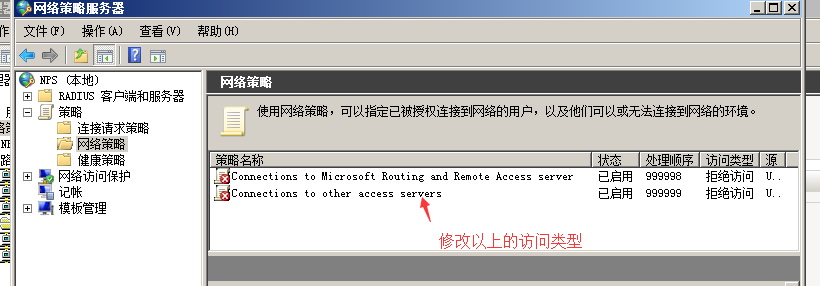 网络策略服务器
文件(F) 操作(A) 查看(V) 帮助(H)
NPS (本地)
RADIUS 客户端和服务器
策略
连接请求策略
网络策略
健康策略
网络访问保护
记帐
模板管理
网络策略
使用网络策略，可以指定已被授权连接到网络的用户，以及他们可以或无法连接到网络的环境。
策略名称 状态 处理顺序 访问类型 源
Connections to Microsoft Routing and Remote Access server 已启用 999998 拒绝访问 U..
Connections to other access servers 已启用 999999 拒绝访问 U..
修改以上的访问类型